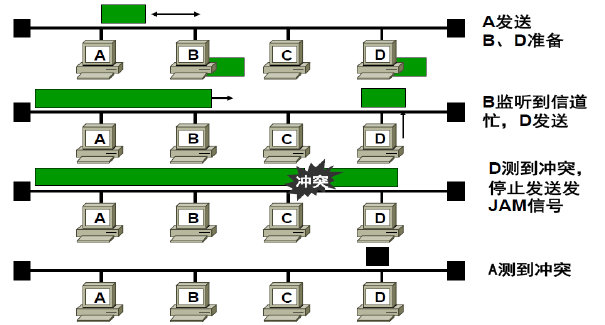 A发送
B、D准备
A B C D
B监听到信道
忙，D发送
A B C D
冲突
D测到冲突，
停止发送发
JAM信号
A B C D
A测到冲突
A B C D